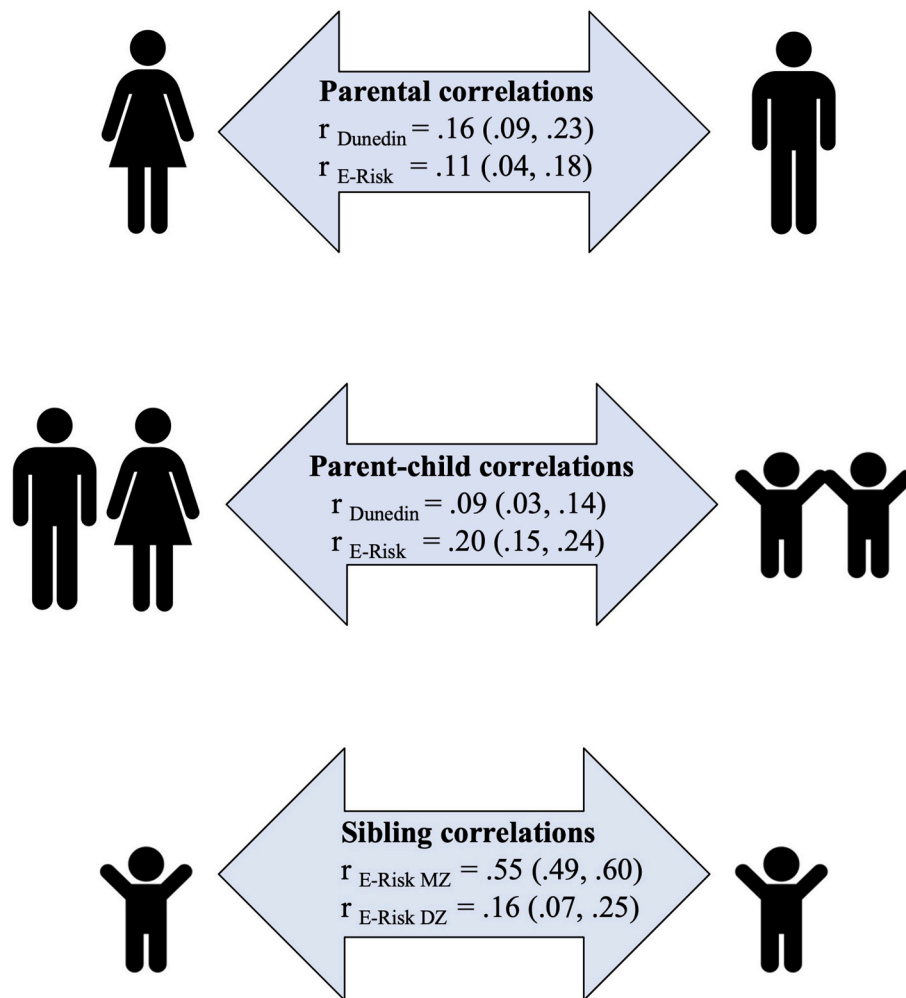 Parental correlations
r Dunedin = .16 (.09, .23)
r E-Risk = .11 (.04, .18)
Parent-child correlations
r Dunedin = .09 (.03, .14)
r E-Risk = .20 (.15, .24)
Sibling correlations
r E-Risk MZ = .55 (.49, .60)
r E-Risk DZ = .16 (.07, .25)